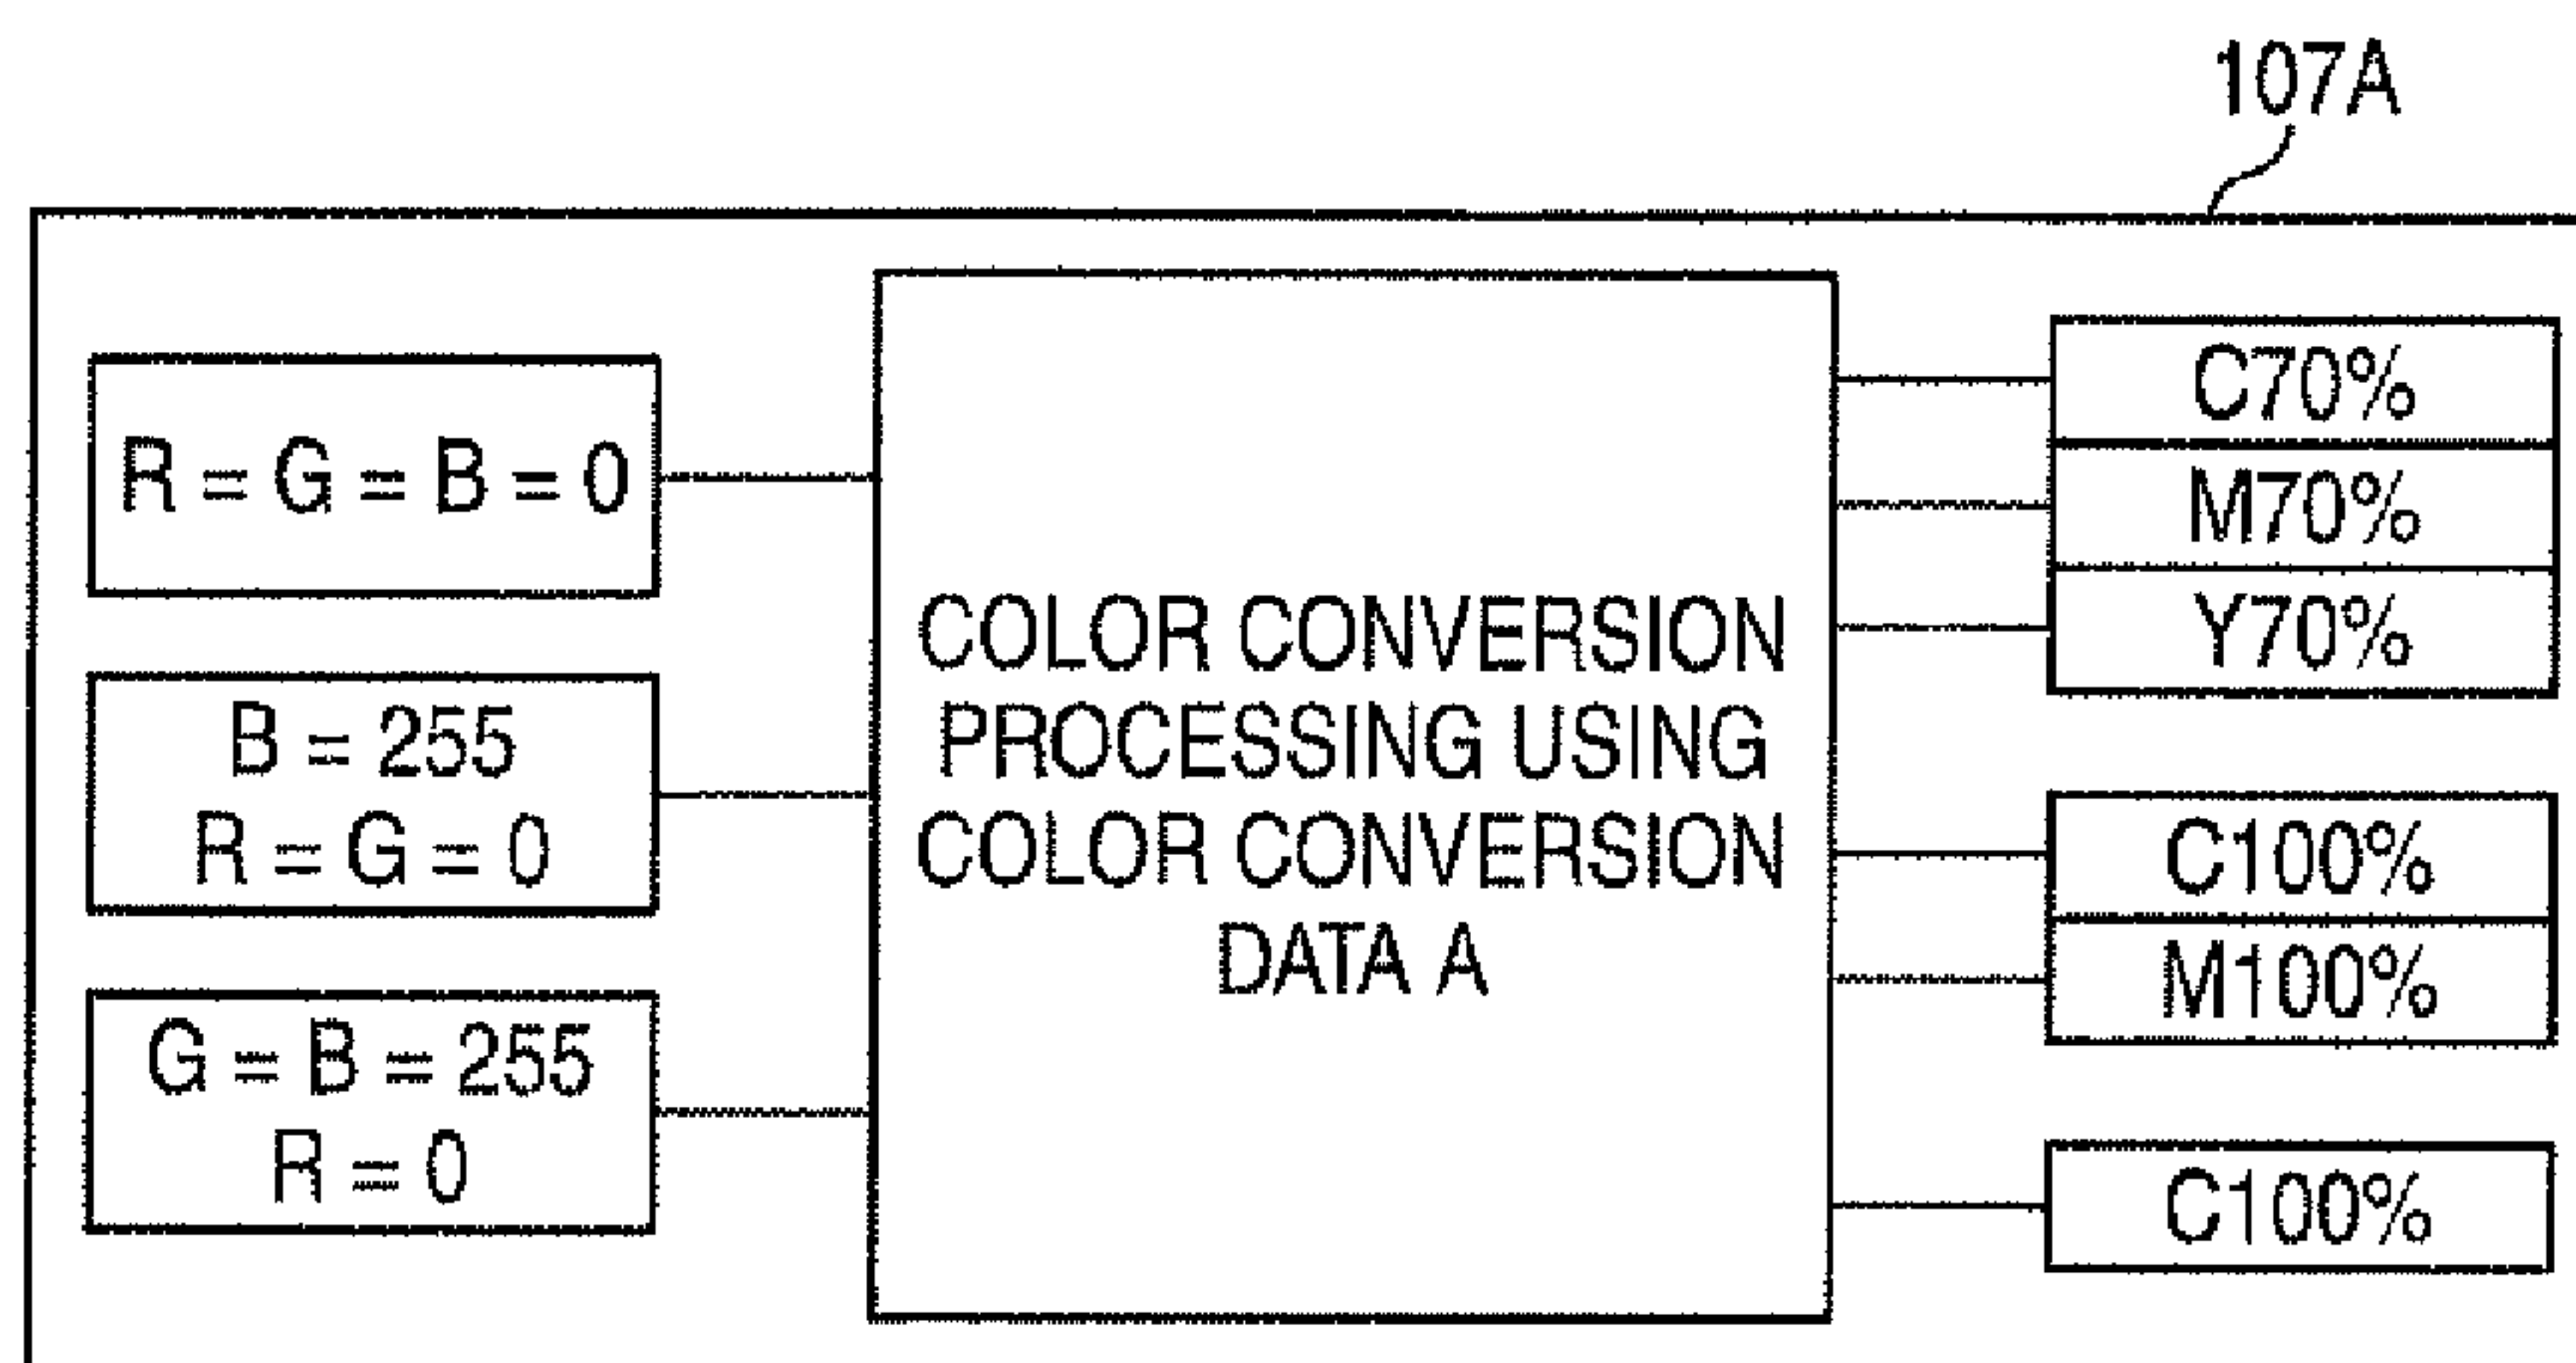 107A
R = G = B = 0
B = 255
R = G = 0
G = B = 255
R = 0
COLOR CONVERSION
PROCESSING USING
COLOR CONVERSION
DATA A
C70%
M70%
Y70%
C100%
M100%
C100%